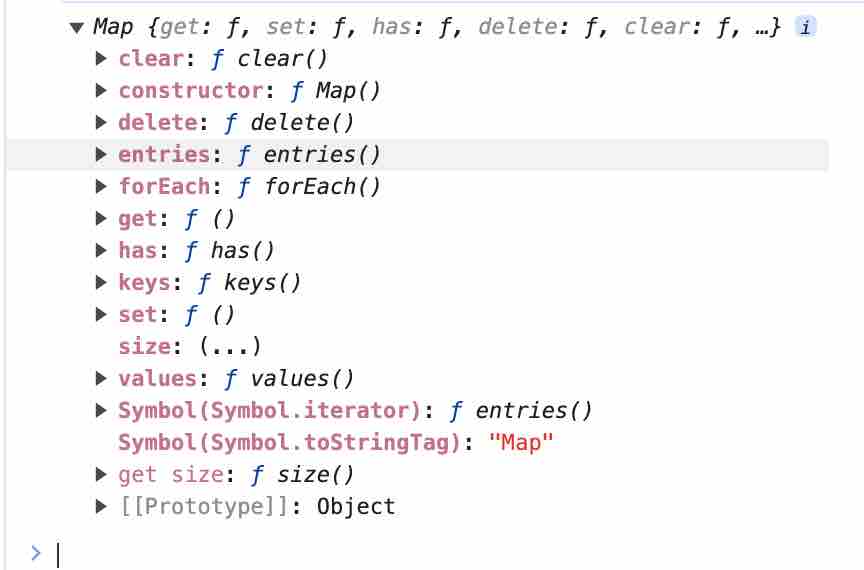 ▼ Map {get: ƒ, set: ƒ, has: ƒ, delete: ƒ, clear: ƒ, …} i
▶ clear: ƒ clear()
▶ constructor: ƒ Map()
▶ delete: ƒ delete()
▶ entries: ƒ entries()
▶ forEach: ƒ forEach()
▶ get: ƒ ()
▶ has: ƒ has()
▶ keys: ƒ keys()
▶ set: ƒ ()
size: (...)
▶ values: ƒ values()
▶ Symbol(Symbol.iterator): ƒ entries()
Symbol(Symbol.toStringTag): "Map"
▶ get size: ƒ size()
▶ [[Prototype]]: Object
>